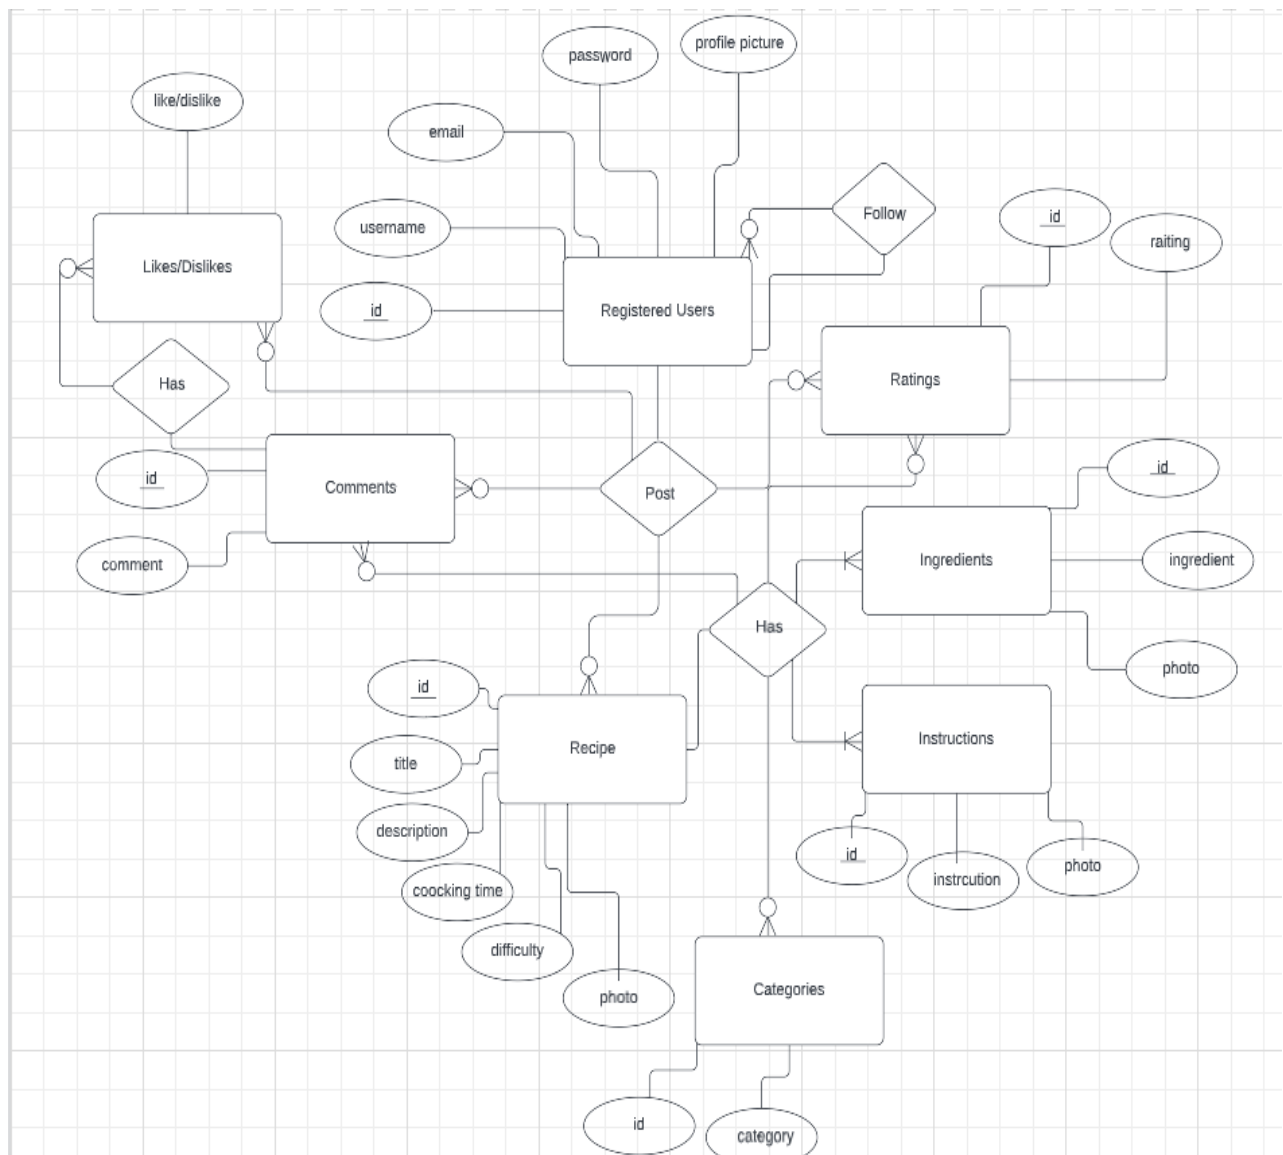 profile picture
password
like/dislike
email
id
Follow
username
raiting
Likes/Dislikes
Registered Users
id
Ratings
Has
id
id
Comments
Post
Ingredients
ingredient
comment
Has
photo
id
Instructions
Recipe
title
description
id
photo
instrcution
coocking time
difficulty
photo
Categories
id
category